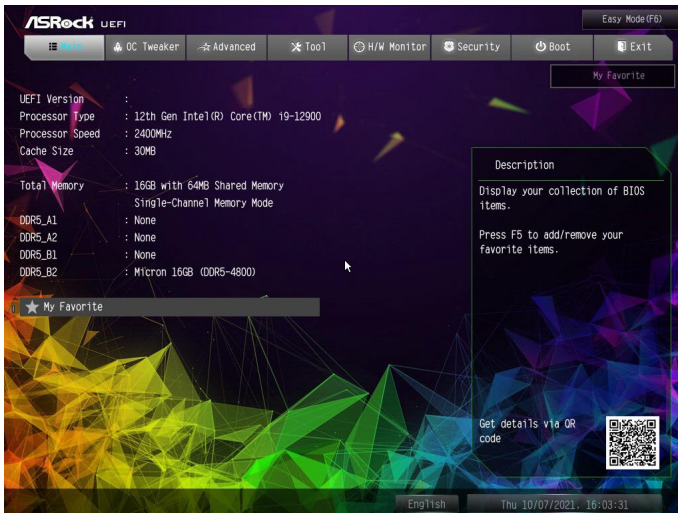 ASRock UEFI
Easy Mode(F6)
Main OC Tweaker Advanced Tool H/W Monitor Security Boot Exit
My Favorite
UEFI Version :
Processor Type : 12th Gen Intel(R) Core(TM) i9-12900
Processor Speed : 2400MHz
Cache Size : 30MB
Total Memory : 16GB with 64MB Shared Memory
Single-Channel Memory Mode
DDR5_A1 : None
DDR5_A2 : None
DDR5_B1 : None
DDR5_B2 : Micron 16GB (DDR5-4800)
My Favorite
Description
Display your collection of BIOS
items.
Press F5 to add/remove your
favorite items.
Get details via QR
code
English
Thu 10/07/2021, 16:03:31